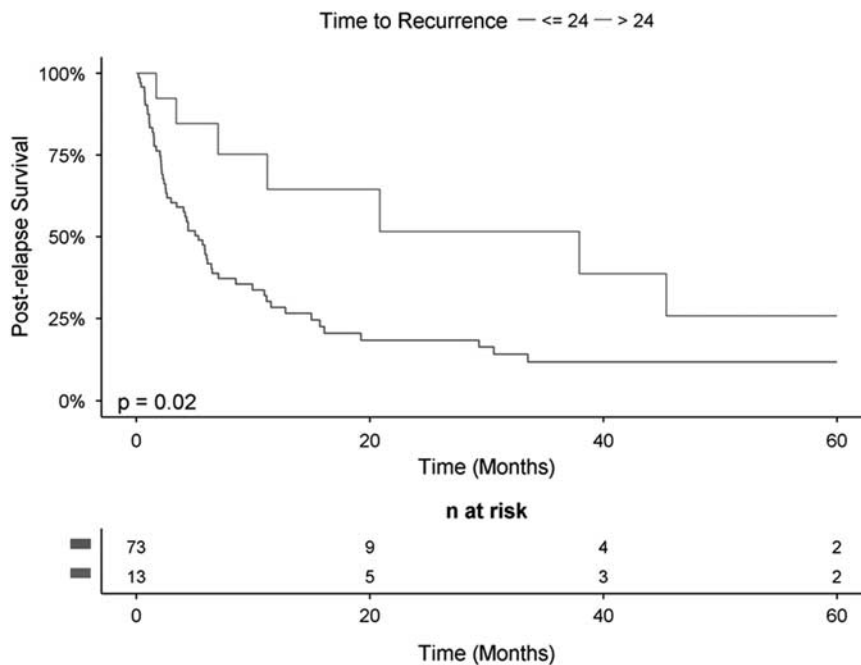 Time to Recurrence — <= 24 — > 24
100%
75%
50%
25%
0%
Post-relapse Survival
p = 0.02
0 20 40 60
Time (Months)
n at risk
73 9 4 2
13 5 3 2
0 20 40 60
Time (Months)